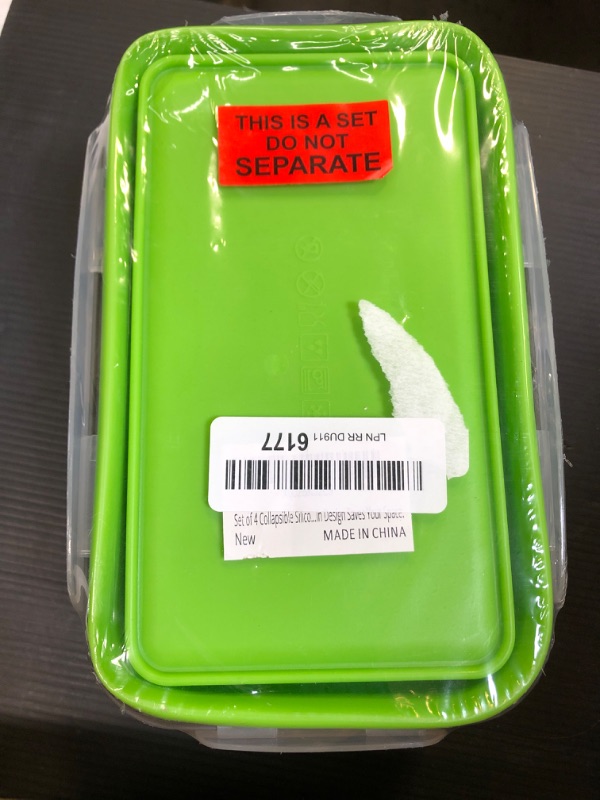 THIS IS A SET
DO NOT
SEPARATE
LPN RR DU911 6177
Set of 4 Collapsible Silico...in Design Saves Your Space.
New MADE IN CHINA